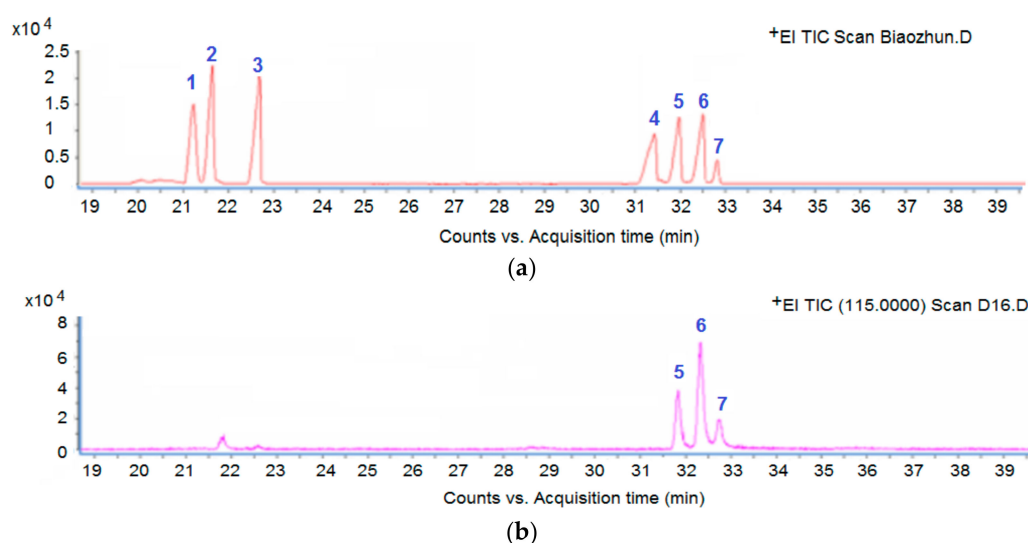 x10⁴
⁺EI TIC Scan Biaozhun.D
2.5
2
1.5
1
0.5
0
1
2
3
4
5
6
7
19 20 21 22 23 24 25 26 27 28 29 30 31 32 33 34 35 36 37 38 39
Counts vs. Acquisition time (min)
(a)
x10⁴
⁺EI TIC (115.0000) Scan D16.D
8
6
4
2
0
5
6
7
19 20 21 22 23 24 25 26 27 28 29 30 31 32 33 34 35 36 37 38 39
Counts vs. Acquisition time (min)
(b)